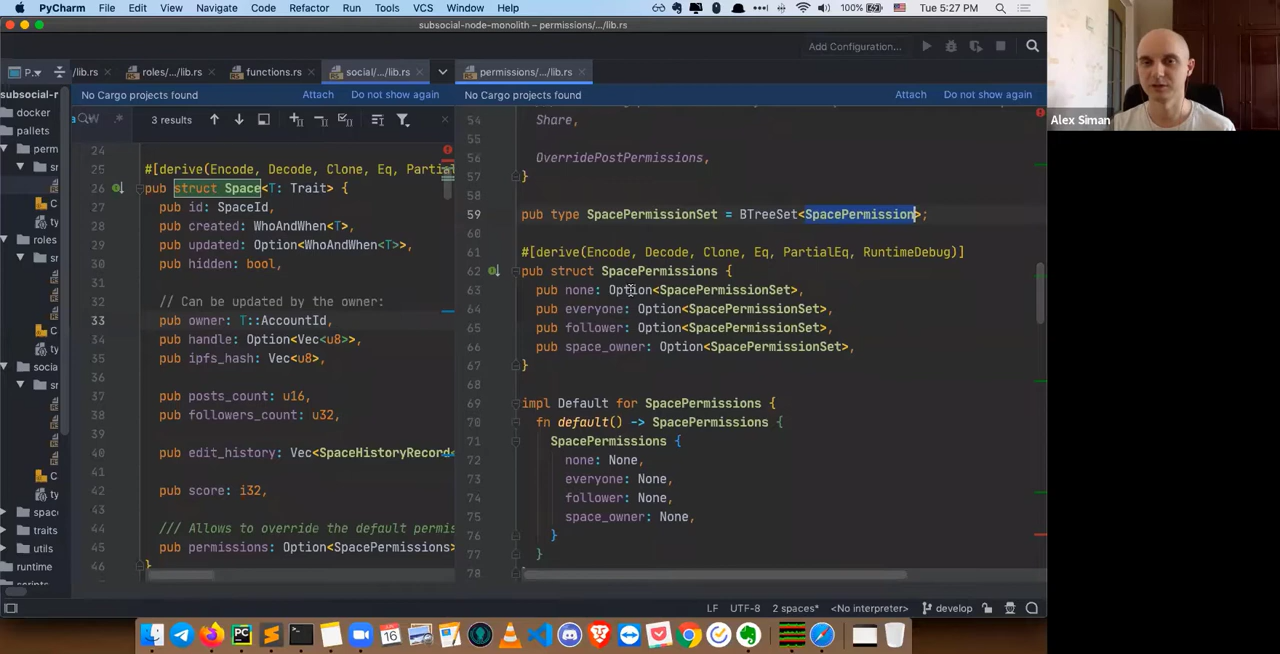 PyCharm File Edit View Navigate Code Refactor Run Tools VCS Window Help 100% Tue 5:27 PM
subsocial-node-monolith – permissions/.../lib.rs
Add Configuration...
P.. /lib.rs roles/.../lib.rs functions.rs social/.../lib.rs permissions/.../lib.rs
subsocial-n
docker
pallets
perm
sr
C
ty
roles
sr
C
ty
socia
sr
C
ty
space
traits
utils
runtime
scripts
No Cargo projects found Attach Do not show again
W 3 results
24
25 #[derive(Encode, Decode, Clone, Eq, Partial
26 pub struct Space<T: Trait> {
27 pub id: SpaceId,
28 pub created: WhoAndWhen<T>,
29 pub updated: Option<WhoAndWhen<T>>,
30 pub hidden: bool,
31
32 // Can be updated by the owner:
33 pub owner: T::AccountId,
34 pub handle: Option<Vec<u8>>,
35 pub ipfs_hash: Vec<u8>,
36
37 pub posts_count: u16,
38 pub followers_count: u32,
39
40 pub edit_history: Vec<SpaceHistoryRecord<
41
42 pub score: i32,
43
44 /// Allows to override the default permis
45 pub permissions: Option<SpacePermissions>
46 }
No Cargo projects found Attach Do not show again
54 Share,
55
56 OverridePostPermissions,
57 }
58
59 pub type SpacePermissionSet = BTreeSet<SpacePermission>;
60
61 #[derive(Encode, Decode, Clone, Eq, PartialEq, RuntimeDebug)]
62 pub struct SpacePermissions {
63 pub none: Option<SpacePermissionSet>,
64 pub everyone: Option<SpacePermissionSet>,
65 pub follower: Option<SpacePermissionSet>,
66 pub space_owner: Option<SpacePermissionSet>,
67 }
68
69 impl Default for SpacePermissions {
70 fn default() -> SpacePermissions {
71 SpacePermissions {
72 none: None,
73 everyone: None,
74 follower: None,
75 space_owner: None,
76 }
77 }
78
LF UTF-8 2 spaces* <No interpreter> develop
Alex Siman